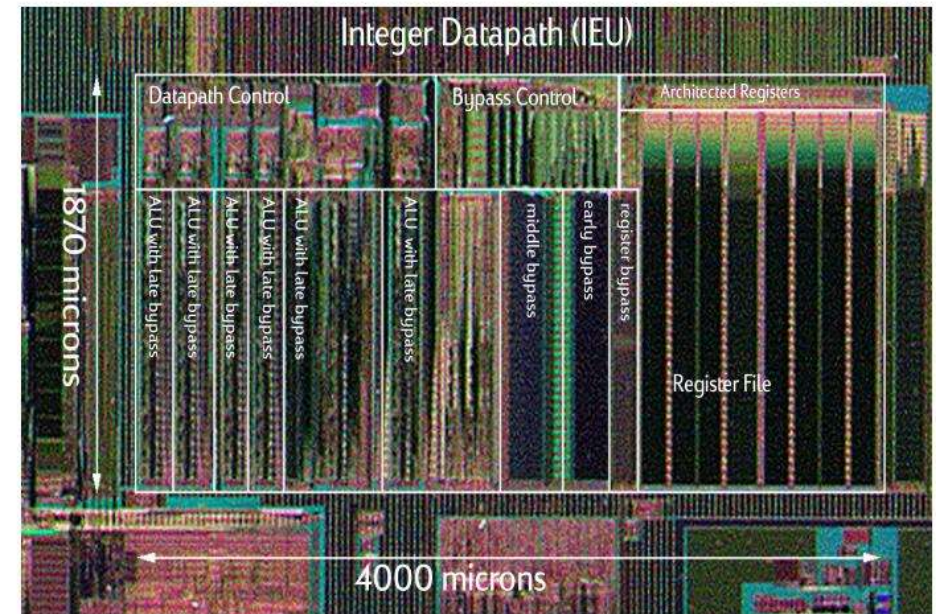 Integer Datapath (IEU)
Datapath Control
Bypass Control
Architected Registers
1870 microns
ALU with late bypass
ALU with late bypass
ALU with late bypass
ALU with late bypass
ALU with late bypass
ALU with late bypass
middle bypass
early bypass
register bypass
Register File
4000 microns